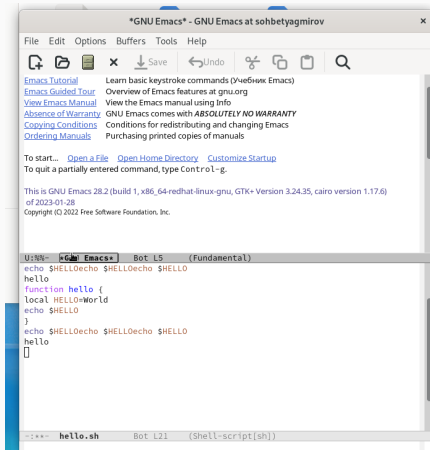 *GNU Emacs* - GNU Emacs at sohbetyagmirov
File Edit Options Buffers Tools Help
Save Undo
Emacs Tutorial Learn basic keystroke commands (Учебник Emacs)
Emacs Guided Tour Overview of Emacs features at gnu.org
View Emacs Manual View the Emacs manual using Info
Absence of Warranty GNU Emacs comes with ABSOLUTELY NO WARRANTY
Copying Conditions Conditions for redistributing and changing Emacs
Ordering Manuals Purchasing printed copies of manuals
To start... Open a File Open Home Directory Customize Startup
To quit a partially entered command, type Control-g.
This is GNU Emacs 28.2 (build 1, x86_64-redhat-linux-gnu, GTK+ Version 3.24.35, cairo version 1.17.6)
of 2023-01-28
Copyright (C) 2022 Free Software Foundation, Inc.
U:%%- *GNU Emacs* Bot L5 (Fundamental)
echo $HELLOecho $HELLOecho $HELLO
hello
function hello {
local HELLO=World
echo $HELLO
}
echo $HELLOecho $HELLOecho $HELLO
hello
-:**- hello.sh Bot L21 (Shell-script[sh])